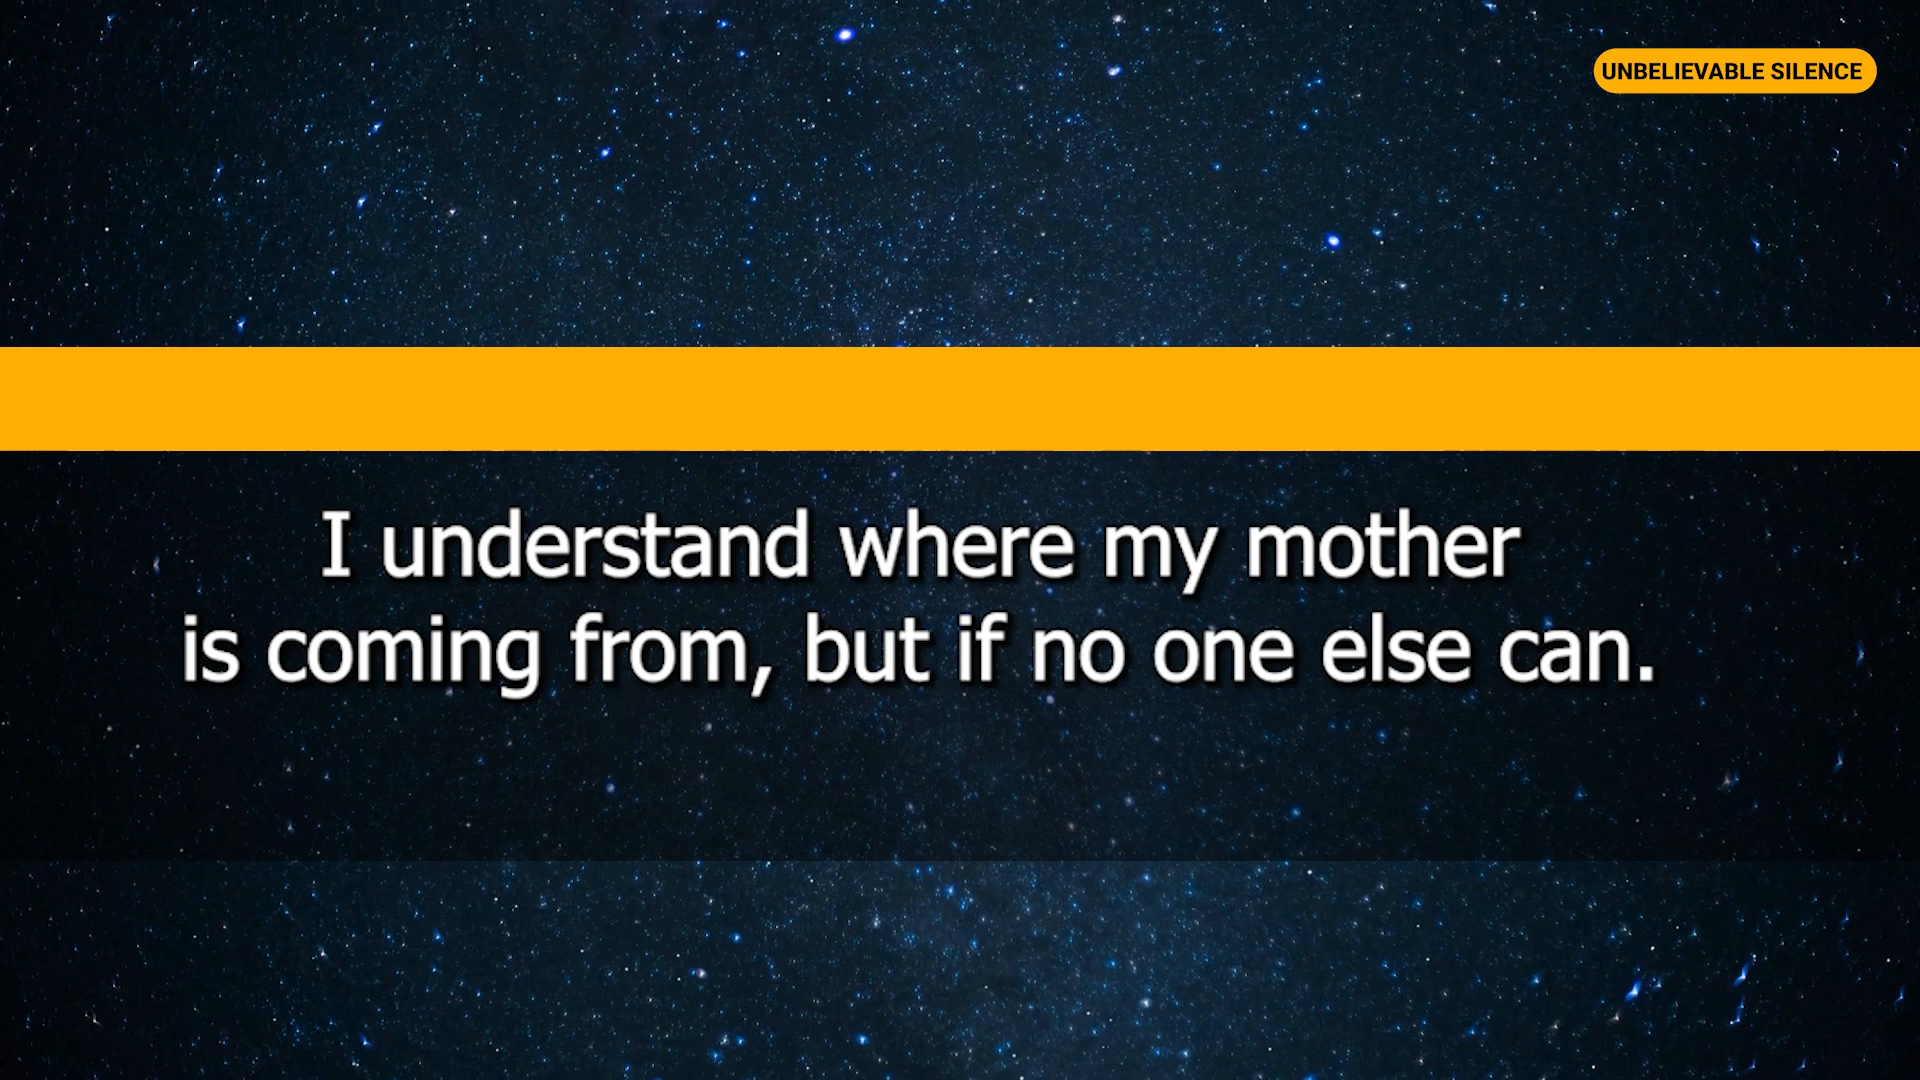 UNBELIEVABLE SILENCE
I understand where my mother
is coming from, but if no one else can.